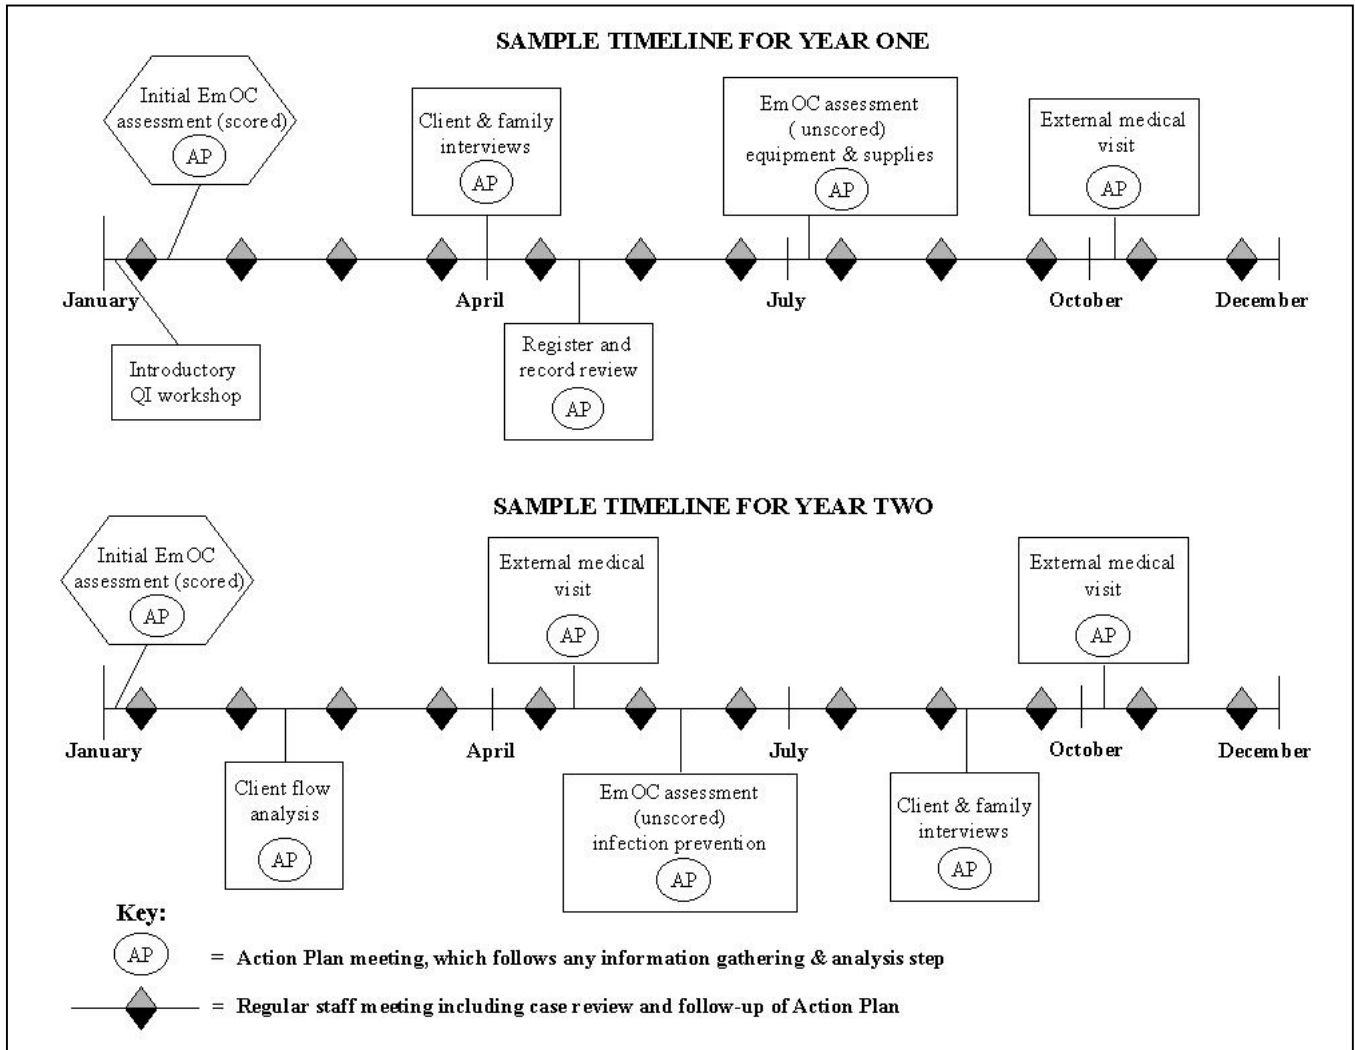 SAMPLE TIMELINE FOR YEAR ONE
Initial EmOC
assessment (scored)
AP
Client & family
interviews
AP
EmOC assessment
( unscored)
equipment & supplies
AP
External medical
visit
AP
January
April
July
October
December
Introductory
QI workshop
Register and
record review
AP
SAMPLE TIMELINE FOR YEAR TWO
Initial EmOC
assessment (scored)
AP
External medical
visit
AP
External medical
visit
AP
January
April
July
October
December
Client flow
analysis
AP
EmOC assessment
(unscored)
infection prevention
AP
Client & family
interviews
AP
Key:
AP
= Action Plan meeting, which follows any information gathering & analysis step
= Regular staff meeting including case review and follow-up of Action Plan